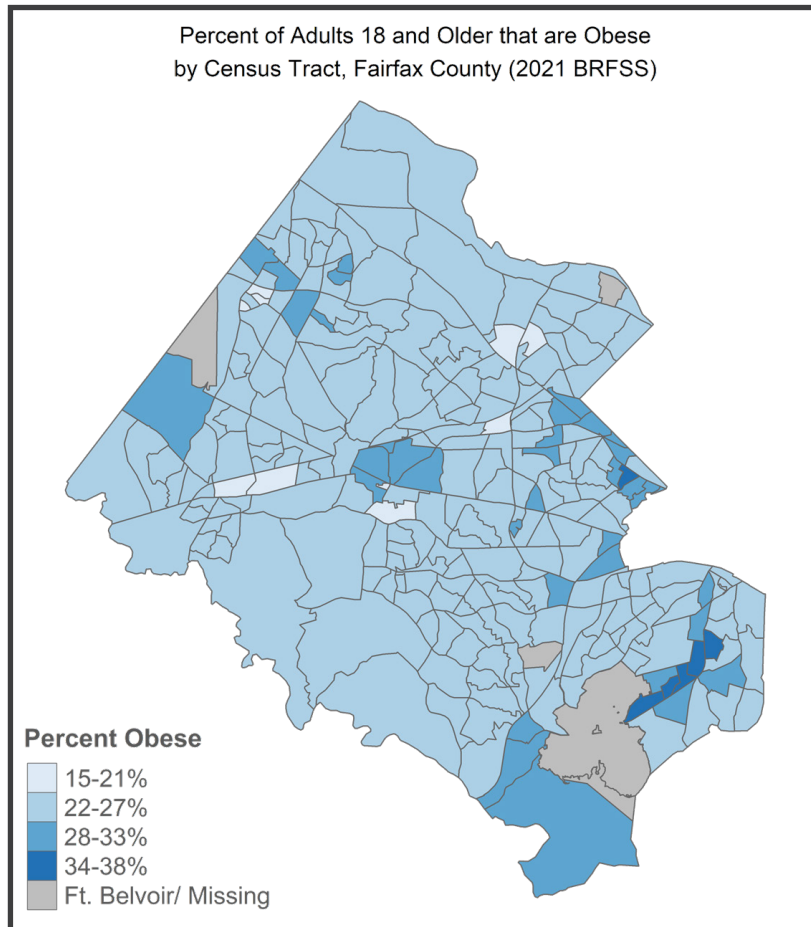 Percent of Adults 18 and Older that are Obese
by Census Tract, Fairfax County (2021 BRFSS)
Percent Obese
15-21%
22-27%
28-33%
34-38%
Ft. Belvoir/ Missing